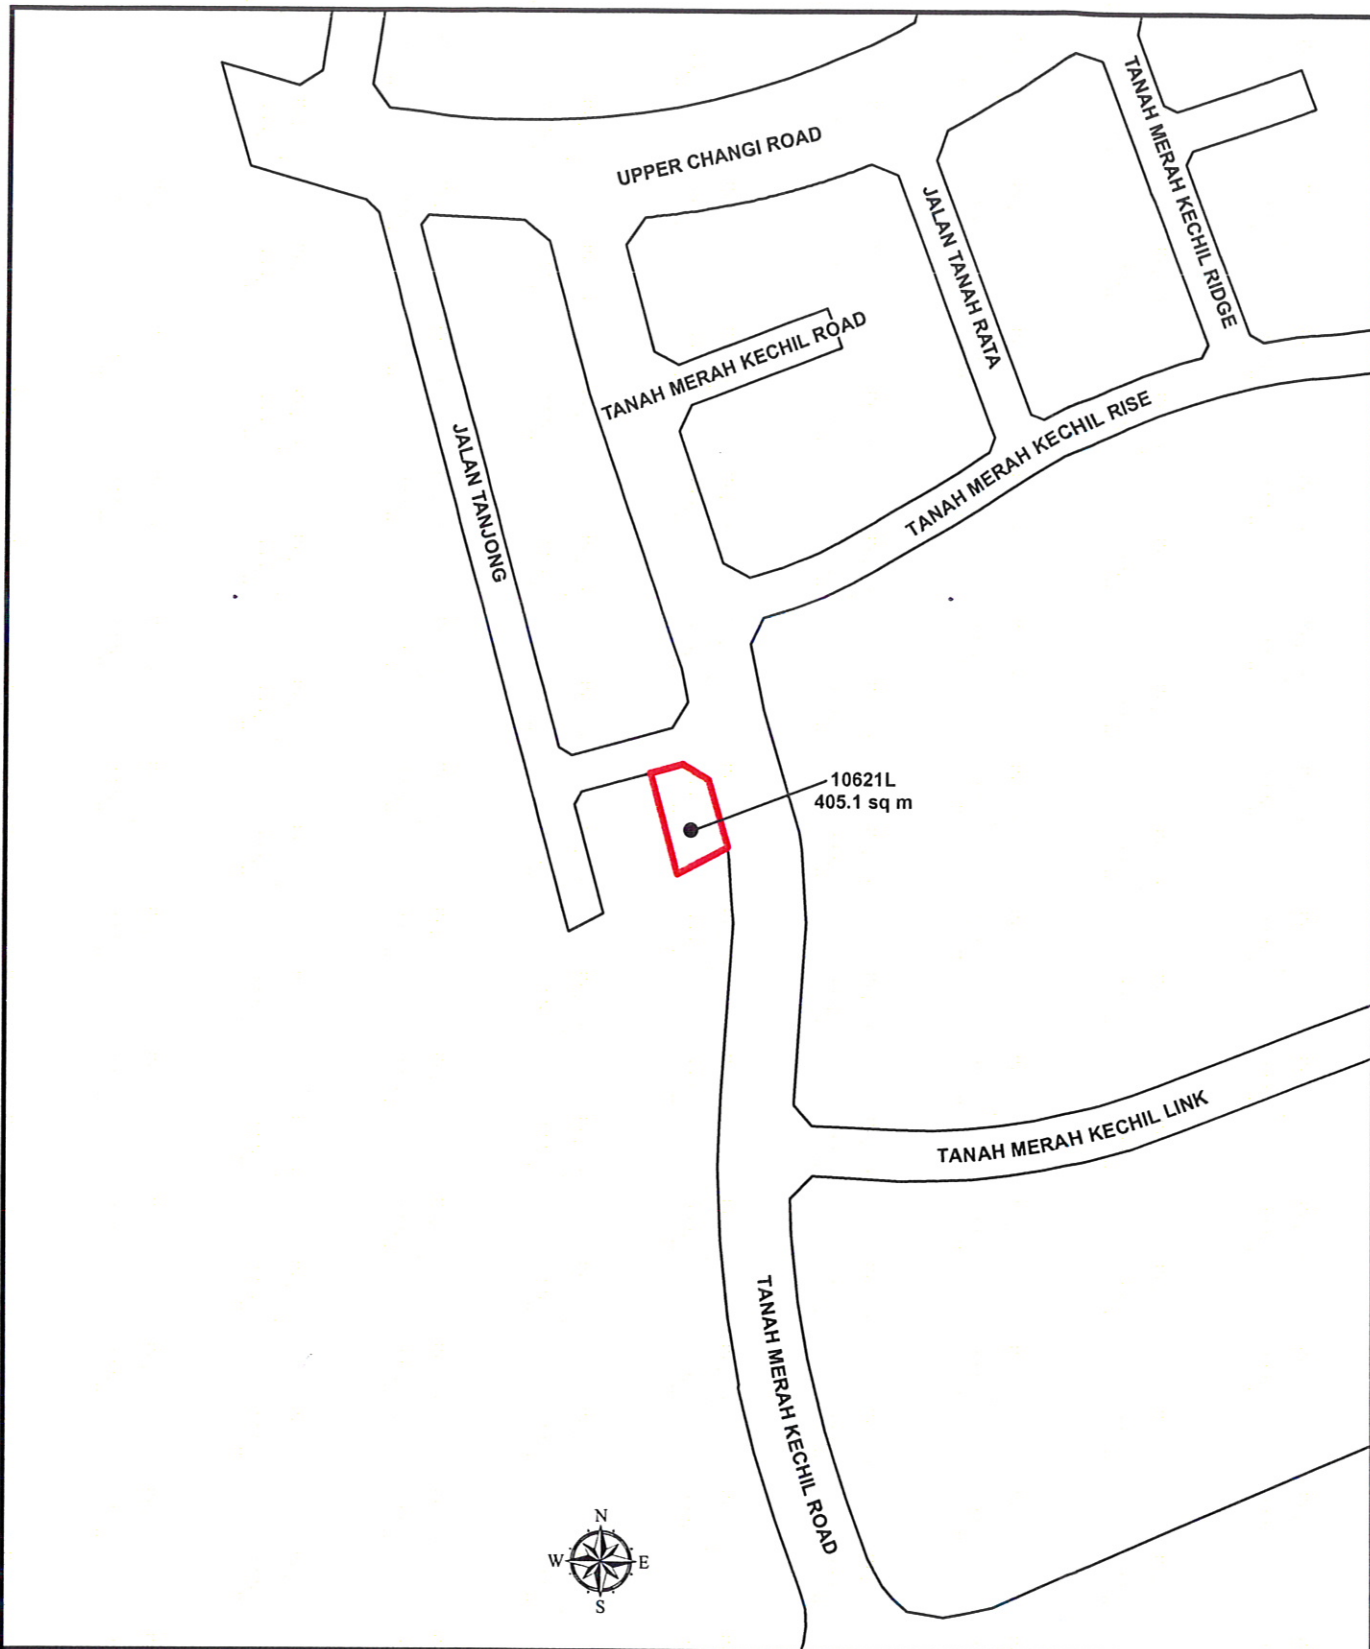 UPPER CHANGI ROAD
TANAH MERAH KECHIL RIDGE
JALAN TANAH RATA
TANAH MERAH KECHIL ROAD
TANAH MERAH KECHIL RISE
JALAN TANJONG
10621L
405.1 sq m
TANAH MERAH KECHIL LINK
TANAH MERAH KECHIL ROAD
N
W
E
S